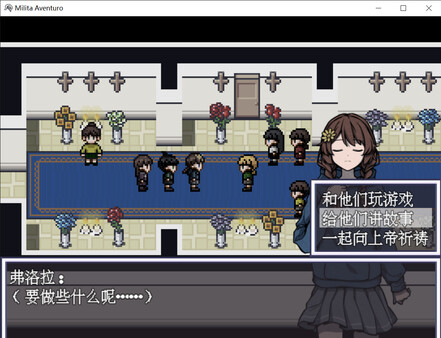 Milita Aventuro
和他们玩游戏
给他们讲故事
一起向上帝祈祷
弗洛拉：
（要做些什么呢……）